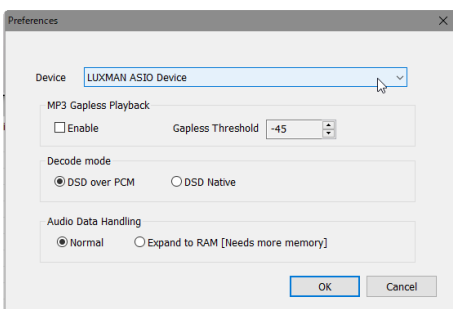 Preferences
Device LUXMAN ASIO Device
MP3 Gapless Playback
Enable Gapless Threshold -45
Decode mode
DSD over PCM DSD Native
Audio Data Handling
Normal Expand to RAM [Needs more memory]
OK Cancel